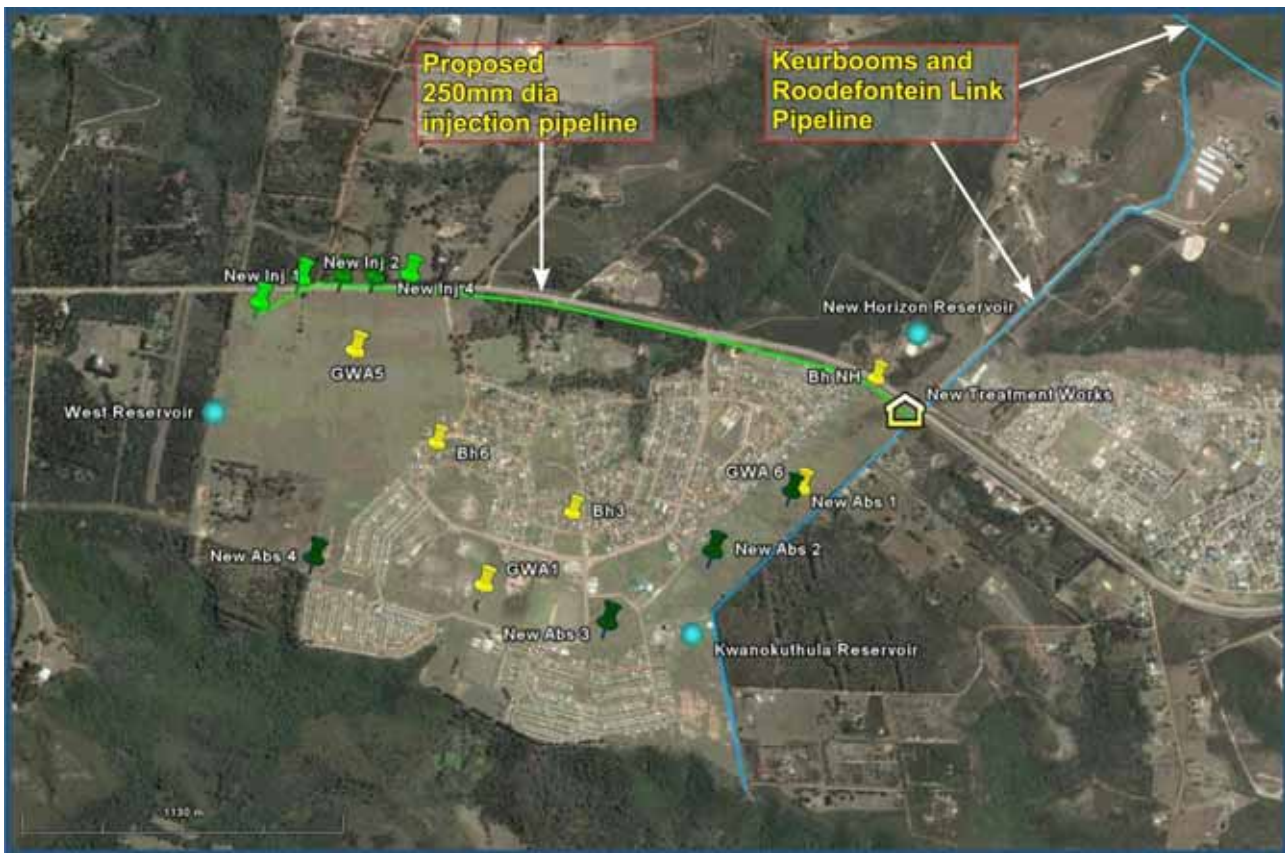 Proposed
250mm dia
injection pipeline
Keurbooms and
Roodefontein Link
Pipeline
New Inj 1
New Inj 2
New Inj 4
GWA5
New Horizon Reservoir
Bh NH
New Treatment Works
West Reservoir
Bh6
GWA 6
New Abs 1
Bh3
New Abs 2
New Abs 4
GWA1
New Abs 3
Kwanokuthula Reservoir
1130 m